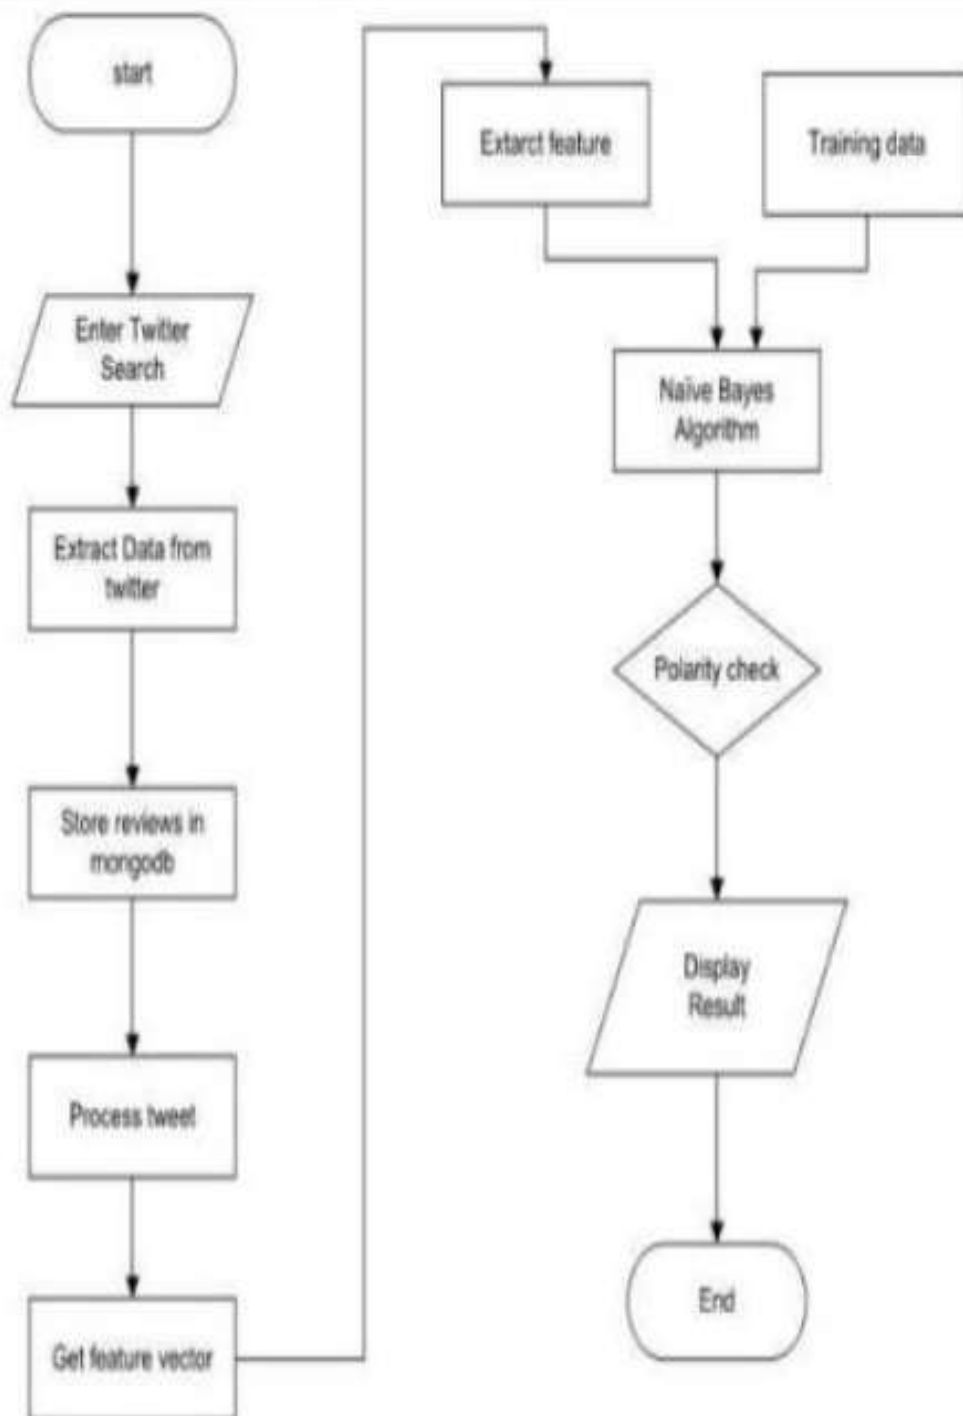 start
Enter Twitter
Search
Extract Data from
twitter
Store reviews in
mongodb
Process tweet
Get feature vector
Extarct feature
Training data
Naïve Bayes
Algorithm
Polarity check
Display
Result
End